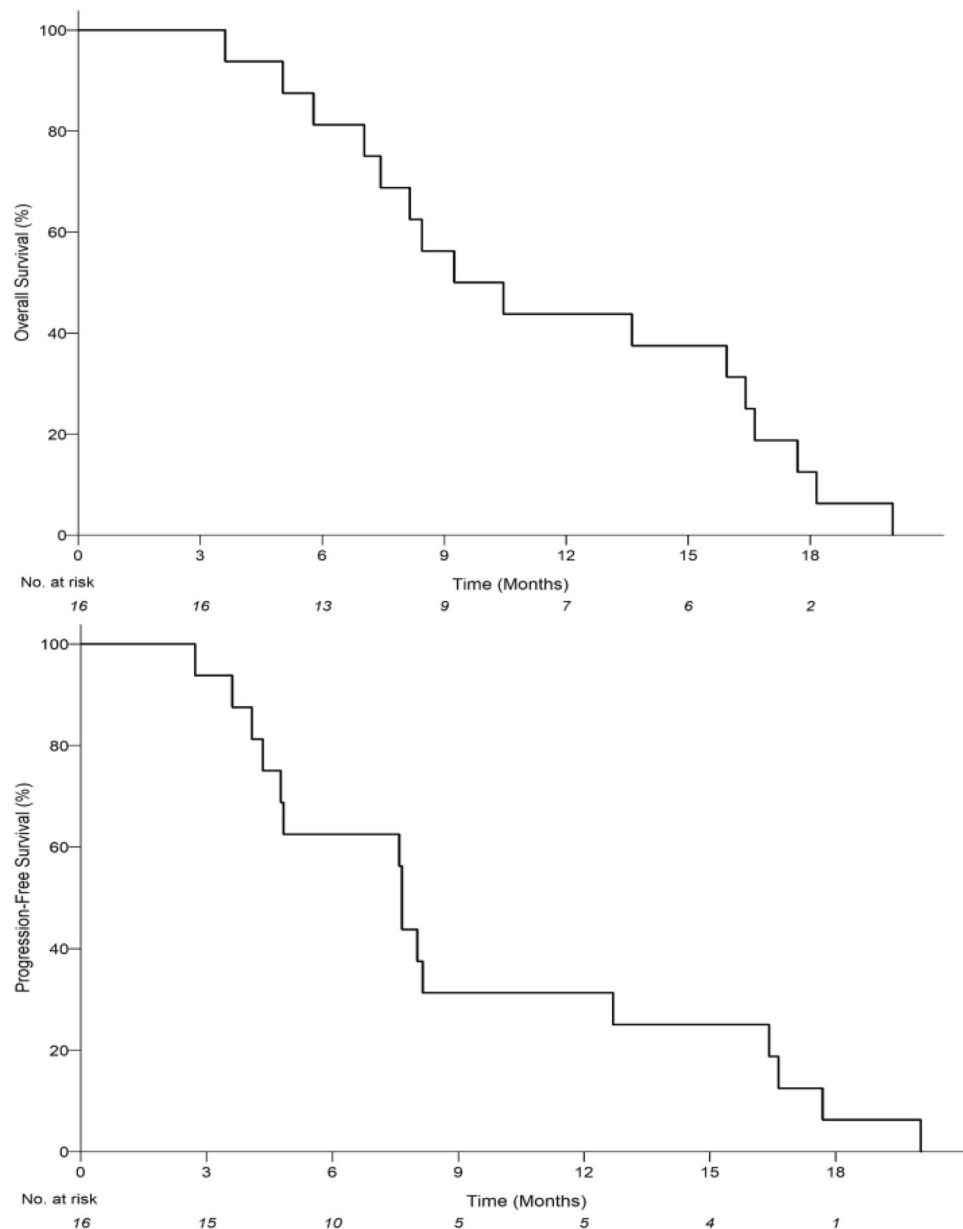 Overall Survival (%)
100
80
60
40
20
0
0 3 6 9 12 15 18
Time (Months)
No. at risk
16 16 13 9 7 6 2
Progression-Free Survival (%)
100
80
60
40
20
0
0 3 6 9 12 15 18
Time (Months)
No. at risk
16 15 10 5 5 4 1